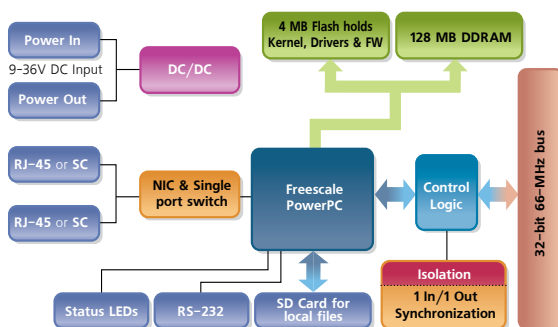 Power In
9–36V DC Input
Power Out
DC/DC
4 MB Flash holds
Kernel, Drivers & FW
128 MB DDRAM
RJ-45 or SC
RJ-45 or SC
NIC & Single
port switch
Freescale
PowerPC
Control
Logic
32-bit 66-MHz bus
Isolation
1 In/1 Out
Synchronization
Status LEDs
RS-232
SD Card for
local files